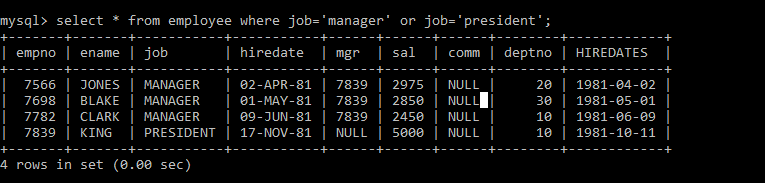 mysql> select * from employee where job='manager' or job='president';
+-------+-------+-----------+-----------+------+------+------+--------+------------+
| empno | ename | job       | hiredate  | mgr  | sal  | comm | deptno | HIREDATES  |
+-------+-------+-----------+-----------+------+------+------+--------+------------+
|  7566 | JONES | MANAGER   | 02-APR-81 | 7839 | 2975 | NULL |     20 | 1981-04-02 |
|  7698 | BLAKE | MANAGER   | 01-MAY-81 | 7839 | 2850 | NULL |     30 | 1981-05-01 |
|  7782 | CLARK | MANAGER   | 09-JUN-81 | 7839 | 2450 | NULL |     10 | 1981-06-09 |
|  7839 | KING  | PRESIDENT | 17-NOV-81 | NULL | 5000 | NULL |     10 | 1981-10-11 |
+-------+-------+-----------+-----------+------+------+------+--------+------------+
4 rows in set (0.00 sec)